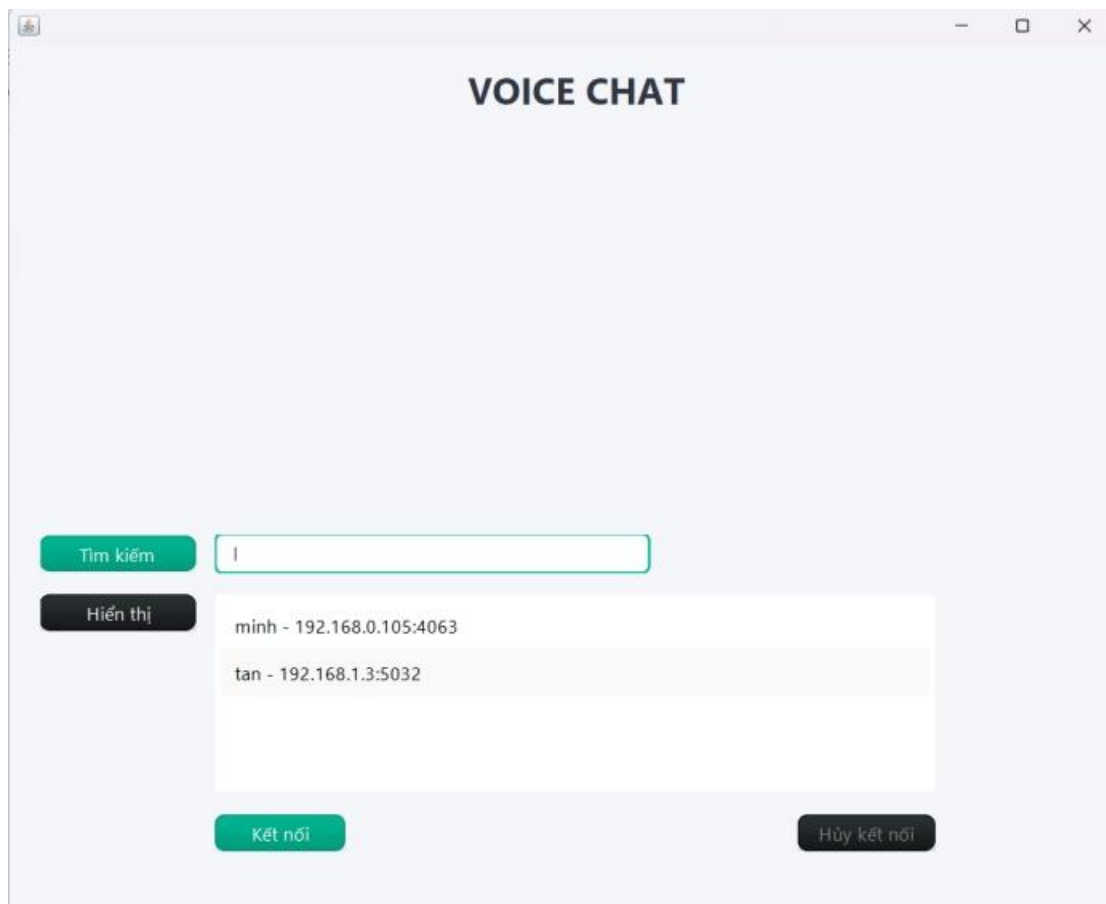 VOICE CHAT
Tìm kiếm
Hiển thị
minh - 192.168.0.105:4063
tan - 192.168.1.3:5032
Kết nối
Hủy kết nối